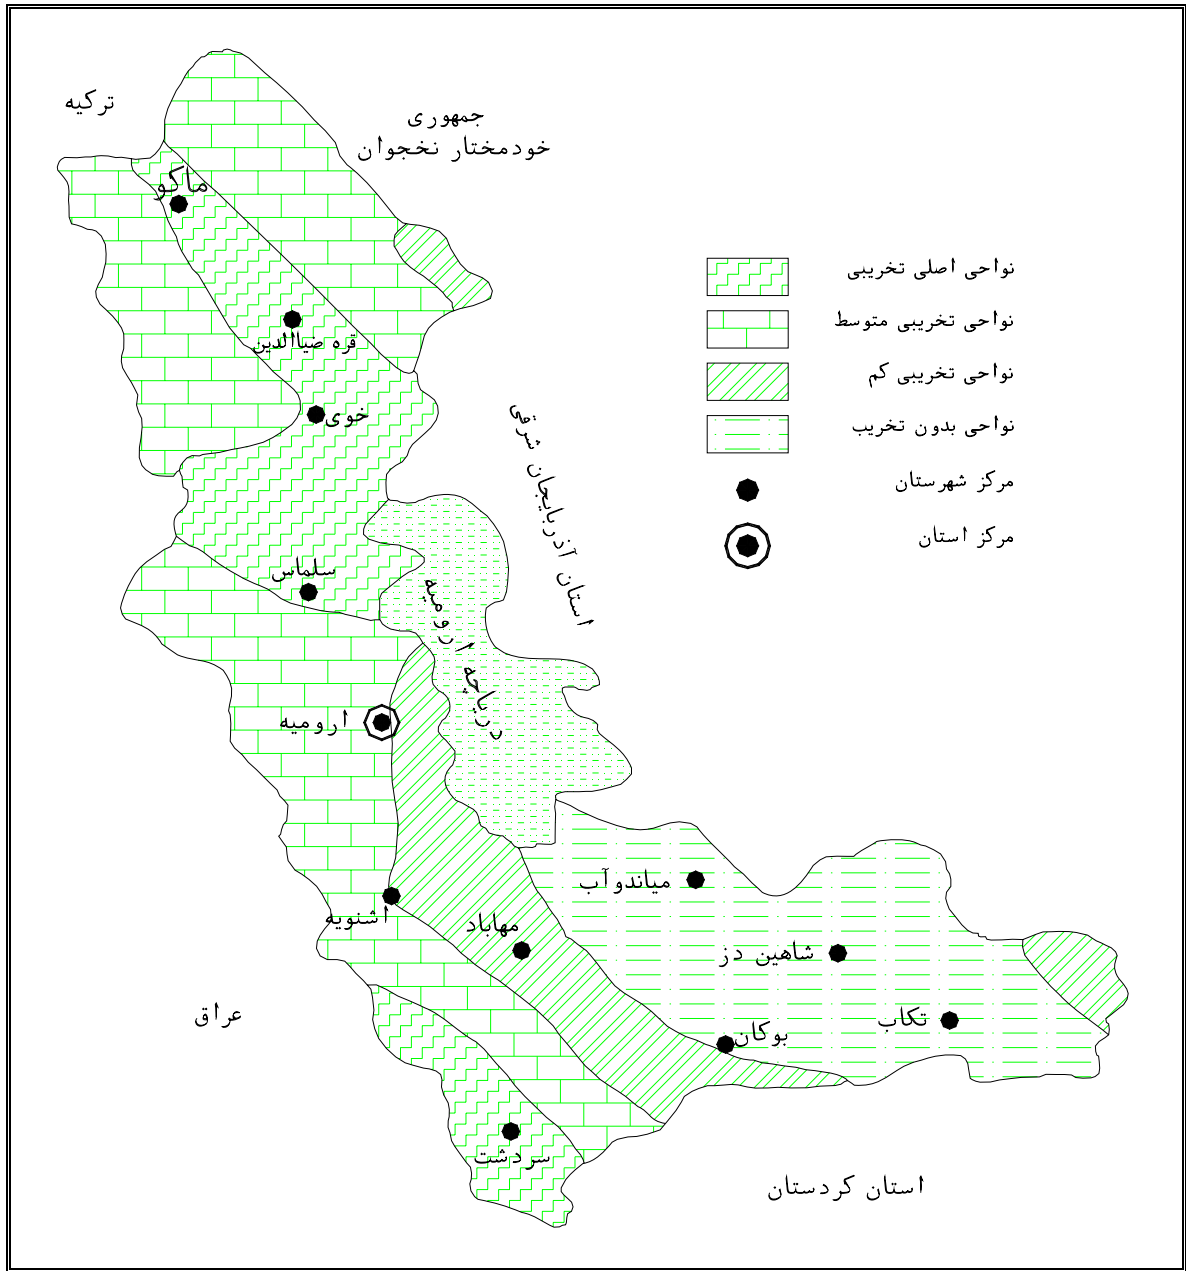 ترکیه
جمهوری
خودمختار نخجوان
ماکو
قره ضیاالدین
خوی
سلماس
ارومیه
اشنویه
مهاباد
میاندوآب
شاهین دز
تکاب
بوکان
سردشت
دریاچه ارومیه
استان آذربایجان شرقی
عراق
استان کردستان
نواحی اصلی تخریبی
نواحی تخریبی متوسط
نواحی تخریبی کم
نواحی بدون تخریب
مرکز شهرستان
مرکز استان